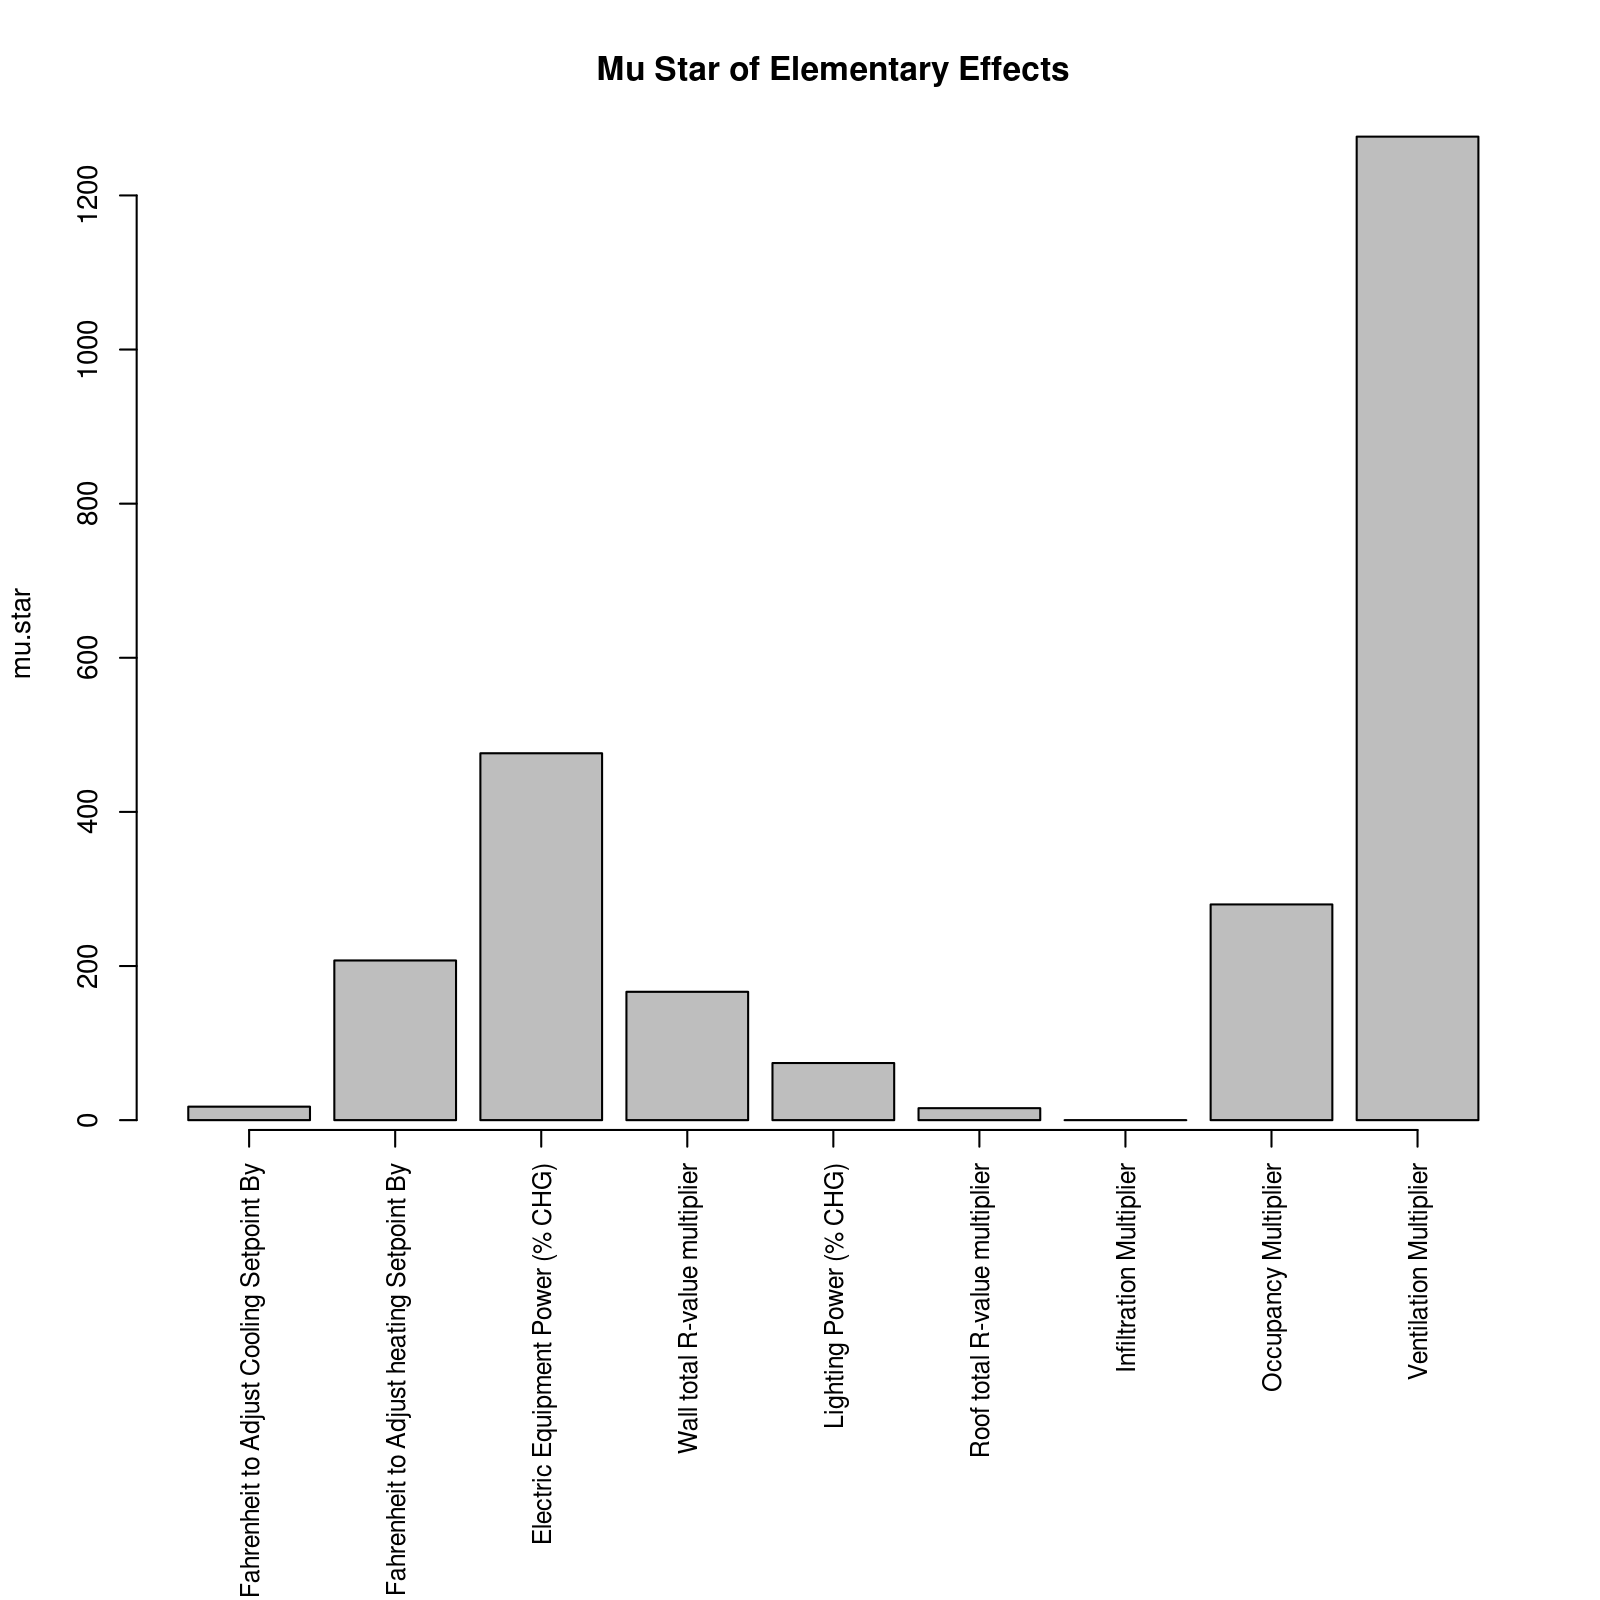 Mu Star of Elementary Effects
mu.star
1200
1000
800
600
400
200
0
Fahrenheit to Adjust Cooling Setpoint By
Fahrenheit to Adjust heating Setpoint By
Electric Equipment Power (% CHG)
Wall total R-value multiplier
Lighting Power (% CHG)
Roof total R-value multiplier
Infiltration Multiplier
Occupancy Multiplier
Ventilation Multiplier